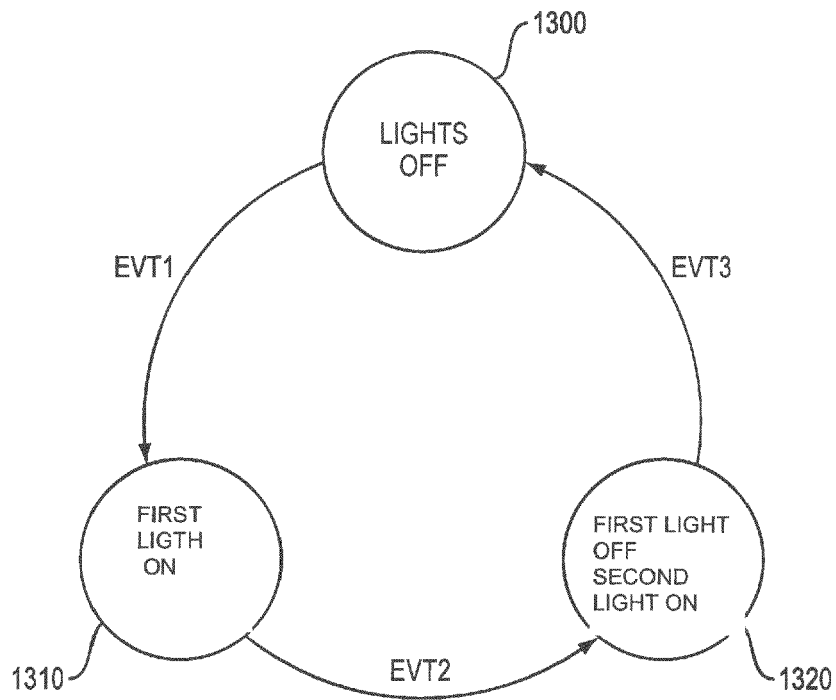 1300
LIGHTS
OFF
EVT1
EVT3
FIRST
LIGTH
ON
FIRST LIGHT
OFF
SECOND
LIGHT ON
1310
EVT2
1320